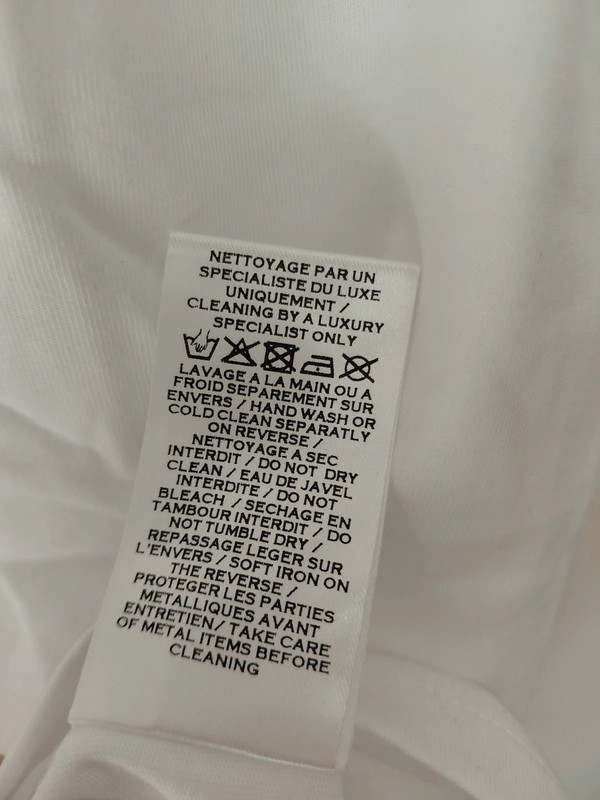 NETTOYAGE PAR UN
SPECIALISTE DU LUXE
UNIQUEMENT /
CLEANING BY A LUXURY
SPECIALIST ONLY
LAVAGE A LA MAIN OU A
FROID SEPAREMENT SUR
ENVERS / HAND WASH OR
COLD CLEAN SEPARATLY
ON REVERSE /
NETTOYAGE A SEC
INTERDIT / DO NOT DRY
CLEAN / EAU DE JAVEL
INTERDITE / DO NOT
BLEACH / SECHAGE EN
TAMBOUR INTERDIT / DO
NOT TUMBLE DRY /
REPASSAGE LEGER SUR
L'ENVERS / SOFT IRON ON
THE REVERSE /
PROTEGER LES PARTIES
METALLIQUES AVANT
ENTRETIEN/ TAKE CARE
OF METAL ITEMS BEFORE
CLEANING